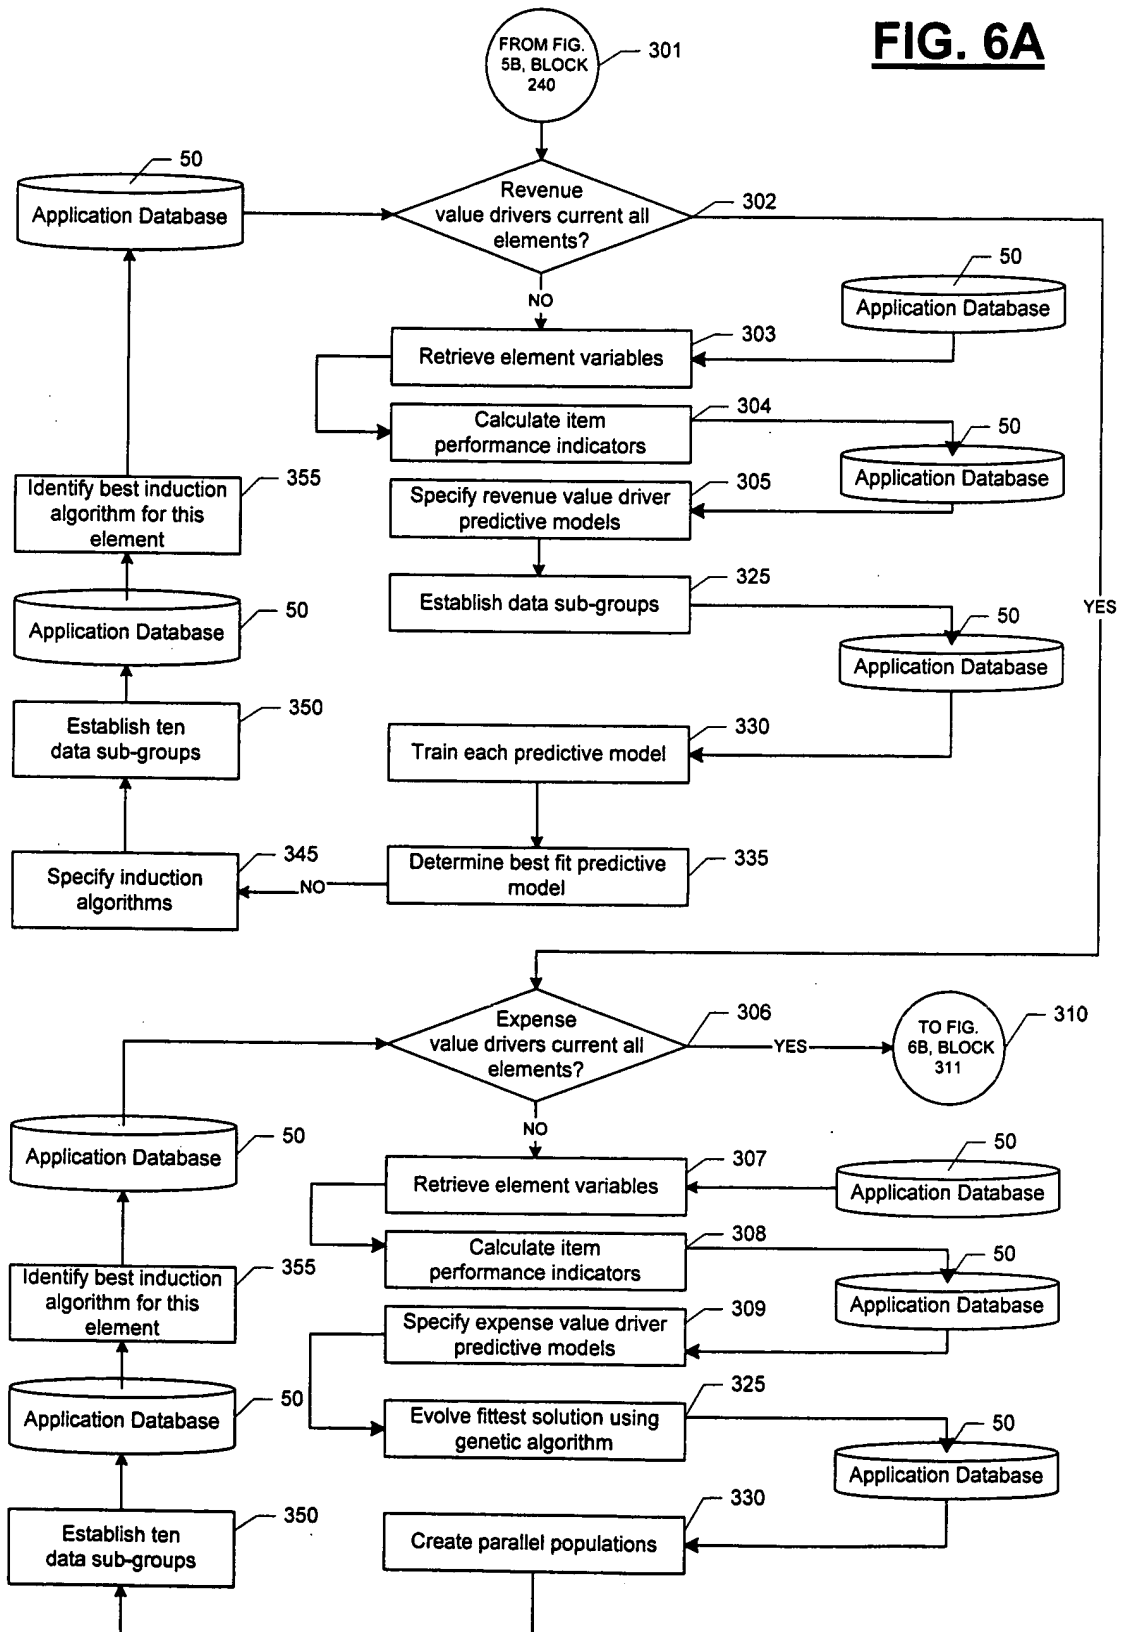 FIG. 6A
FROM FIG.
5B, BLOCK
240
301
50
Application Database
Revenue
value drivers current all
elements?
302
NO
50
Application Database
303
Retrieve element variables
304
Calculate item
performance indicators
50
Application Database
355
Identify best induction
algorithm for this
element
305
Specify revenue value driver
predictive models
325
Establish data sub-groups
50
Application Database
YES
50
Application Database
350
Establish ten
data sub-groups
330
Train each predictive model
345
Specify induction
algorithms
NO
Determine best fit predictive
model
335
Expense
value drivers current all
elements?
306
YES
TO FIG.
6B, BLOCK
311
310
NO
50
Application Database
307
Retrieve element variables
50
Application Database
308
Calculate item
performance indicators
50
Application Database
355
Identify best induction
algorithm for this
element
309
Specify expense value driver
predictive models
50
Application Database
325
Evolve fittest solution using
genetic algorithm
50
Application Database
350
Establish ten
data sub-groups
330
Create parallel populations